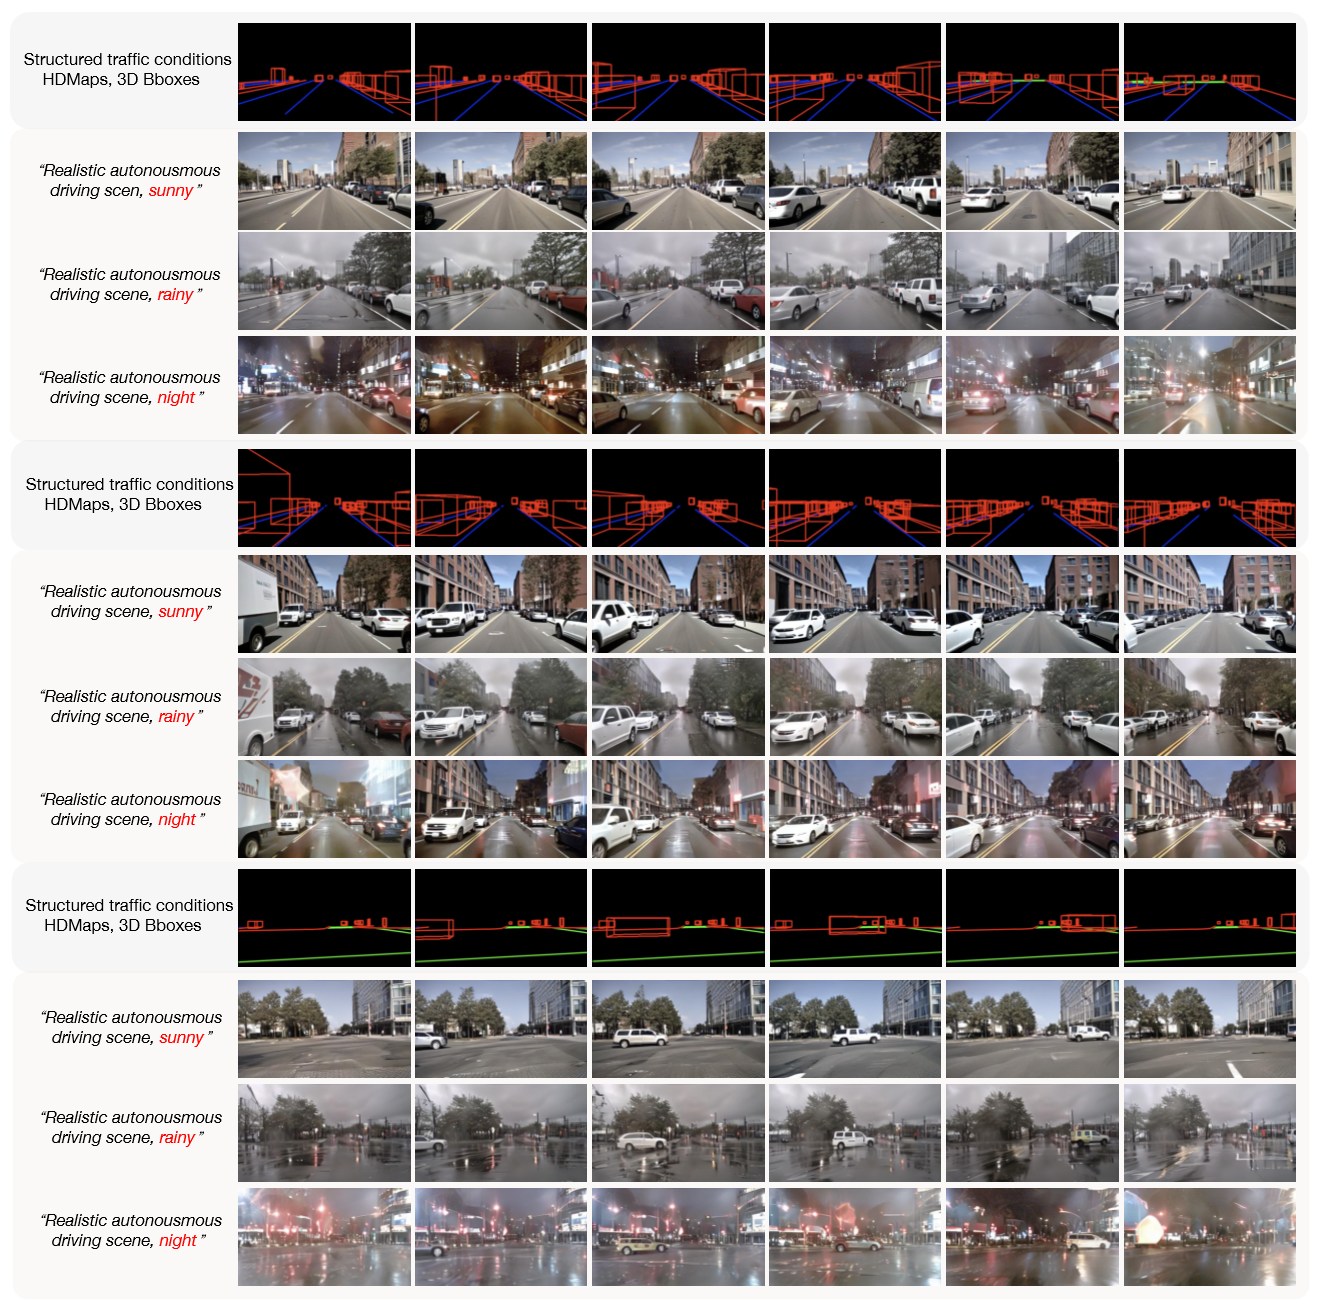 Structured traffic conditions
HDMaps, 3D Bboxes
“Realistic autonousmous
driving scen, sunny”
“Realistic autonousmous
driving scene, rainy”
“Realistic autonousmous
driving scene, night”
Structured traffic conditions
HDMaps, 3D Bboxes
“Realistic autonousmous
driving scene, sunny”
“Realistic autonousmous
driving scene, rainy”
“Realistic autonousmous
driving scene, night”
Structured traffic conditions
HDMaps, 3D Bboxes
“Realistic autonousmous
driving scene, sunny”
“Realistic autonousmous
driving scene, rainy”
“Realistic autonousmous
driving scene, night”